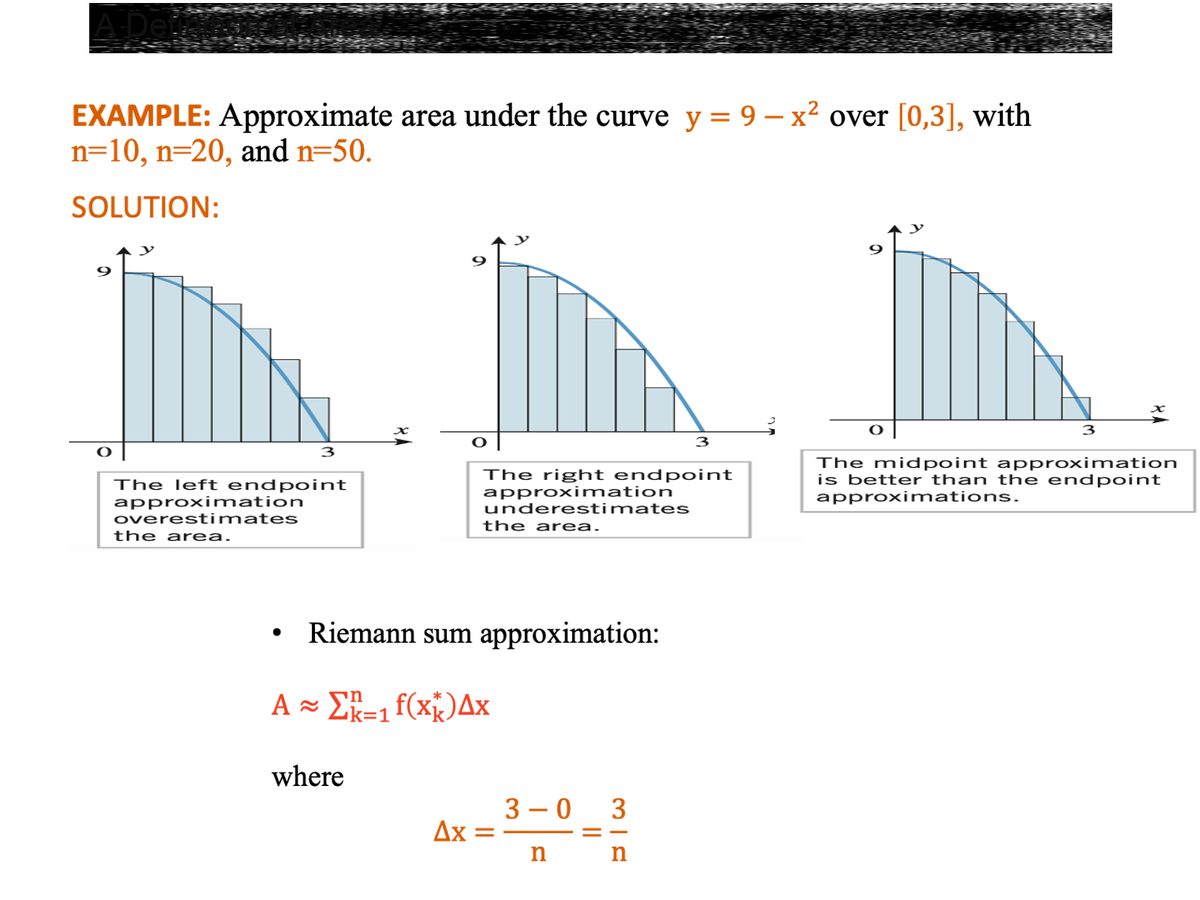 EXAMPLE: Approximate area under the curve y = 9 − x² over [0,3], with
n=10, n=20, and n=50.
SOLUTION:
y
9
x
0
3
The left endpoint
approximation
overestimates
the area.
y
9
0
3
The right endpoint
approximation
underestimates
the area.
y
9
x
0
3
The midpoint approximation
is better than the endpoint
approximations.
• Riemann sum approximation:
A ≈ ∑ⁿₖ₌₁ f(xₖ*)Δx
where
Δx = (3 − 0)/n = 3/n